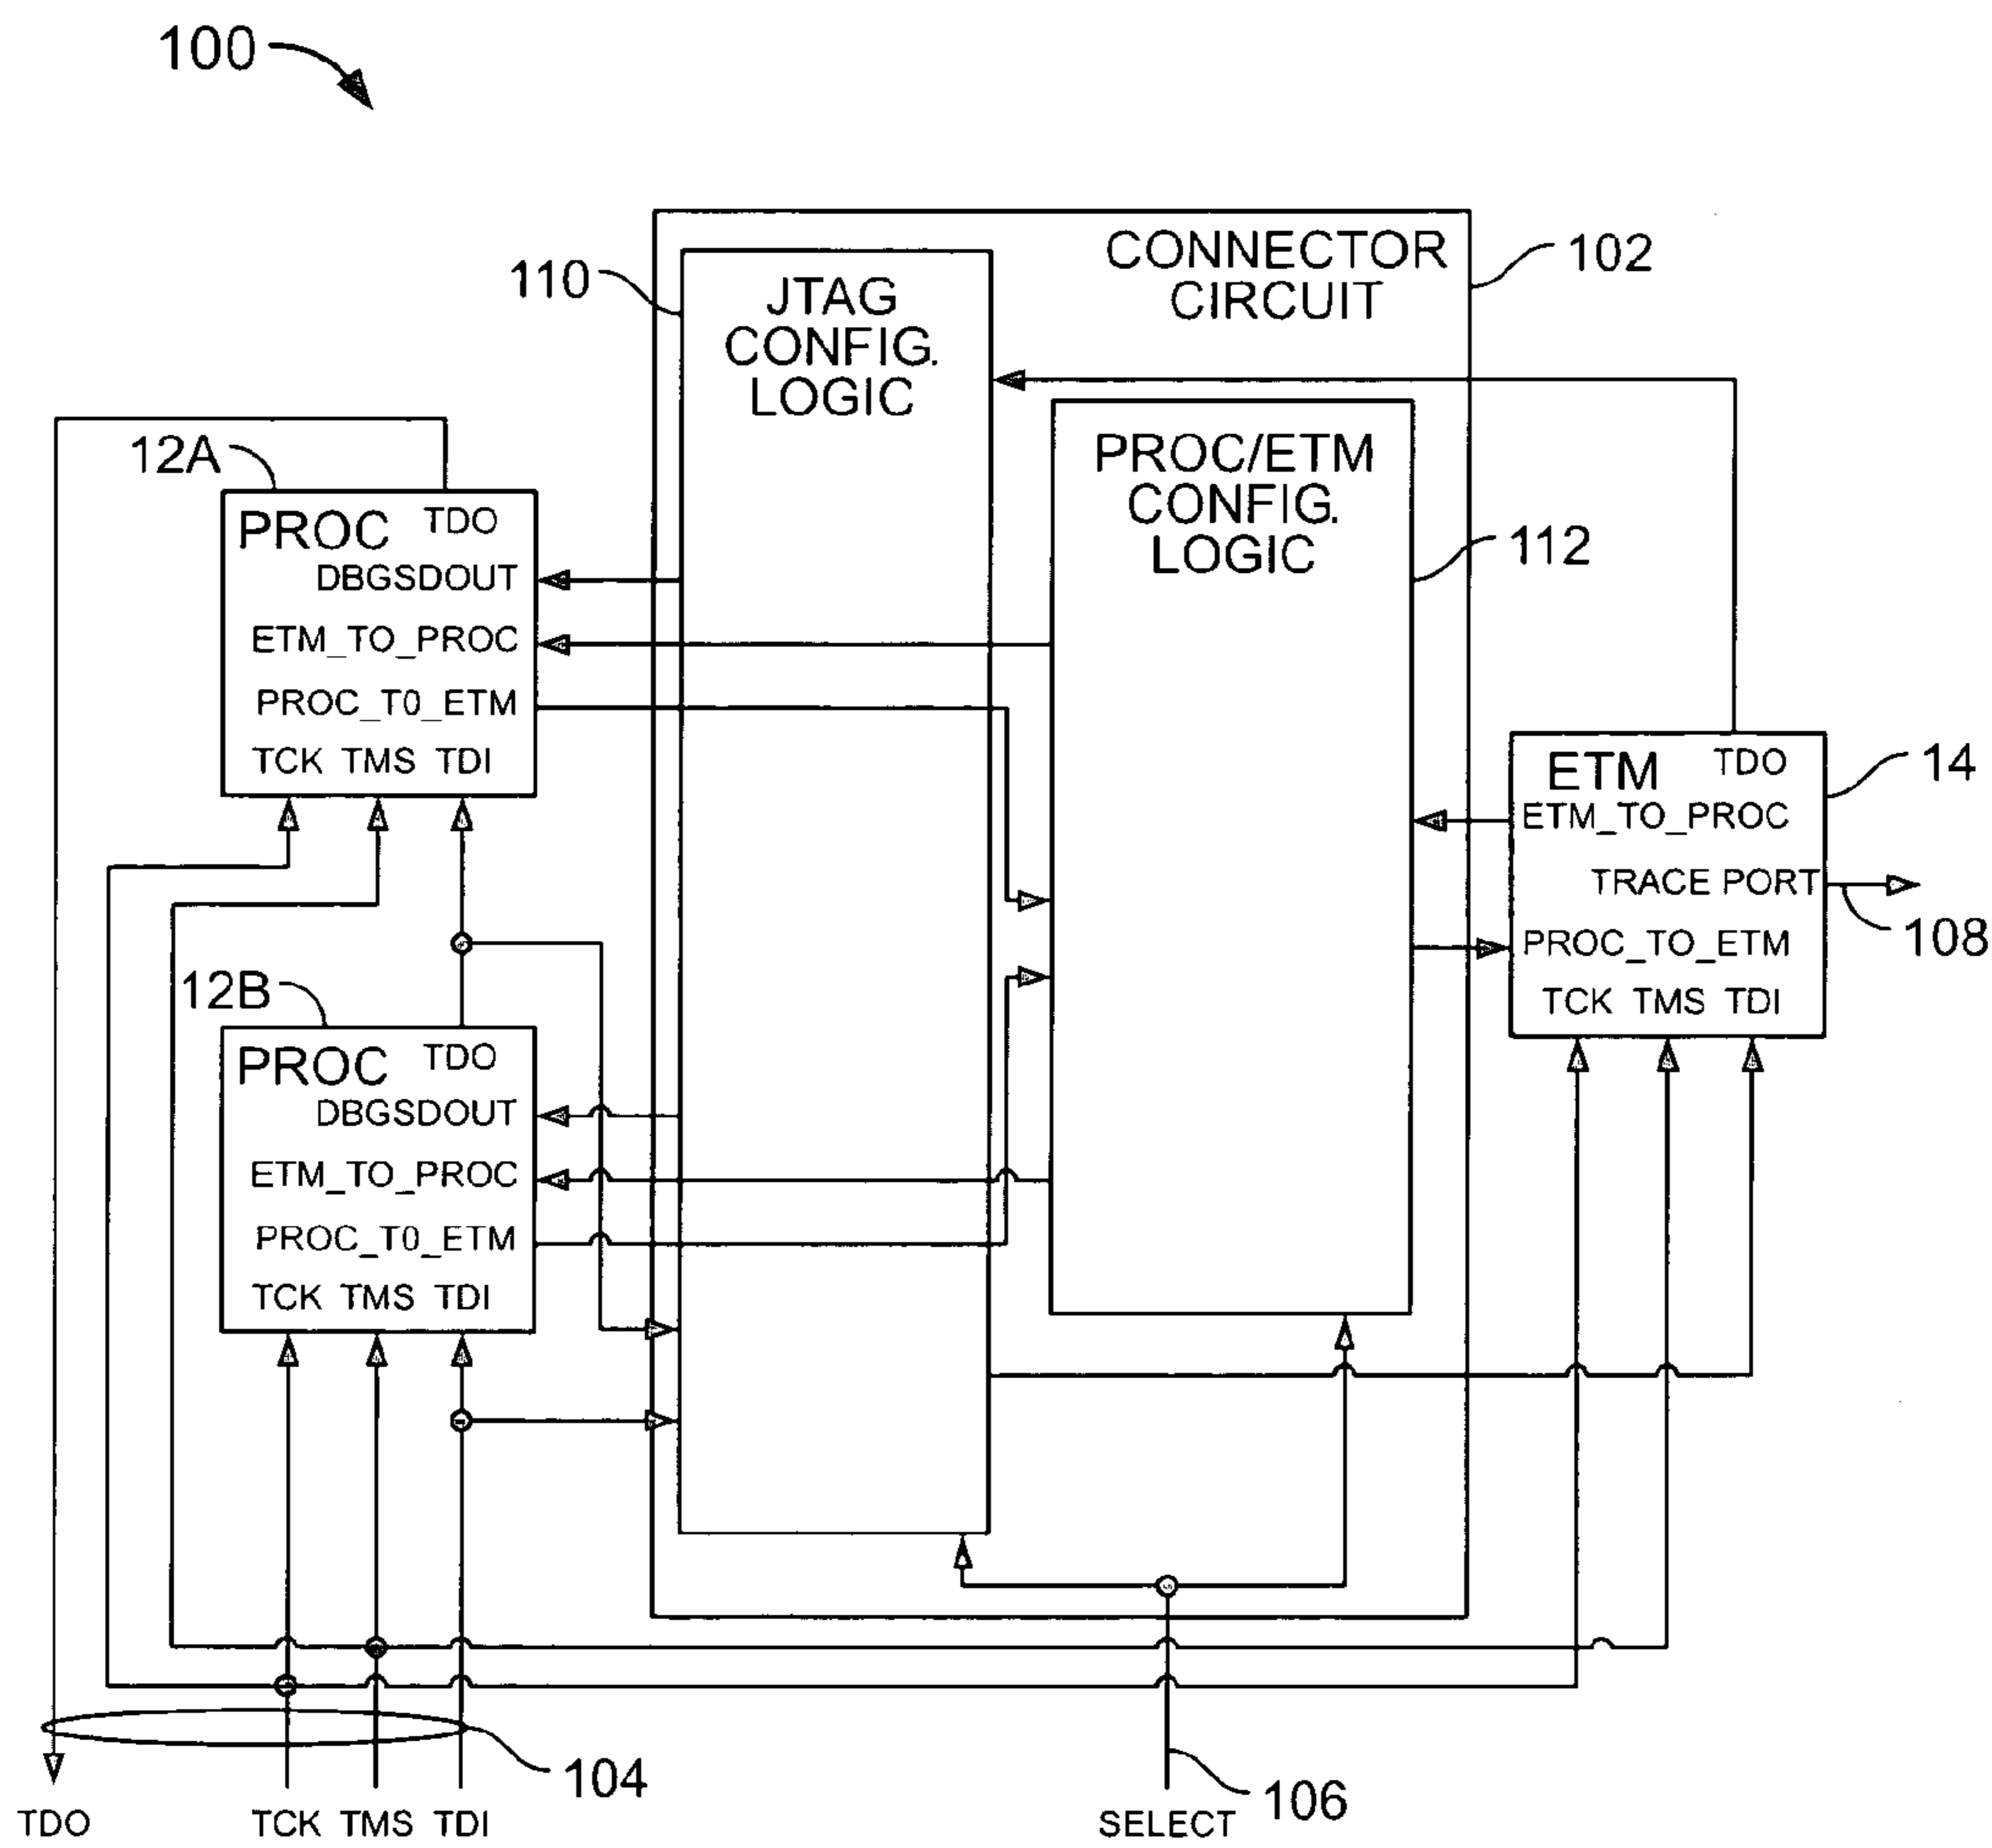 100
CONNECTOR
CIRCUIT
102
110
JTAG
CONFIG.
LOGIC
12A
PROC/ETM
CONFIG.
LOGIC
112
PROC TDO
DBGSDOUT
ETM_TO_PROC
PROC_T0_ETM
TCK TMS TDI
ETM TDO
14
ETM_TO_PROC
TRACE PORT
108
PROC_TO_ETM
TCK TMS TDI
12B
PROC TDO
DBGSDOUT
ETM_TO_PROC
PROC_T0_ETM
TCK TMS TDI
104
106
TDO TCK TMS TDI SELECT